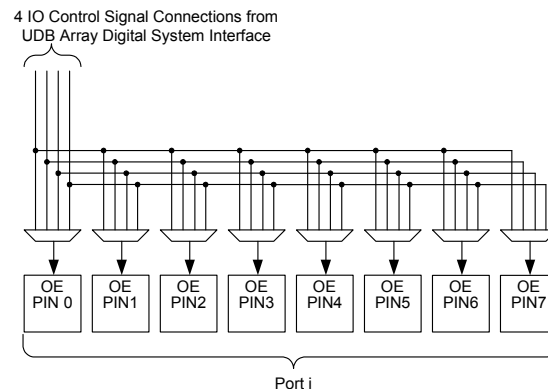 4 IO Control Signal Connections from
UDB Array Digital System Interface
OE
PIN 0
OE
PIN1
OE
PIN2
OE
PIN3
OE
PIN4
OE
PIN5
OE
PIN6
OE
PIN7
Port i